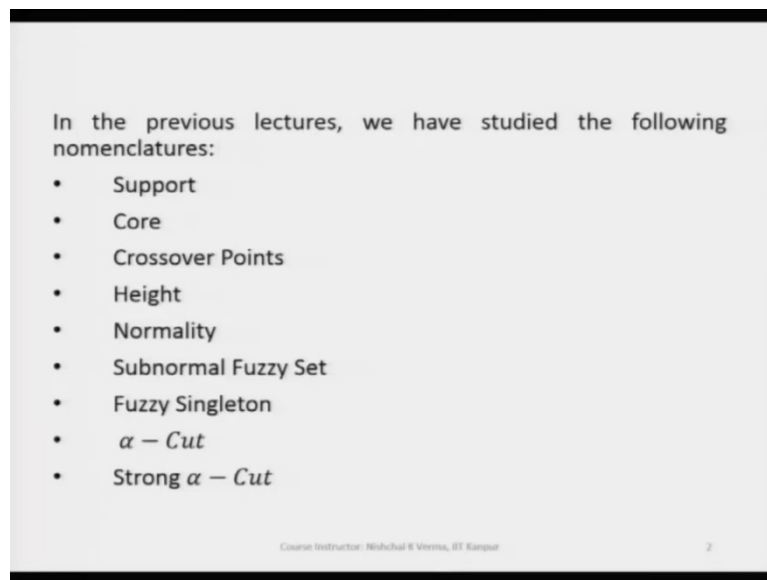 In the previous lectures, we have studied the following
nomenclatures:
• Support
• Core
• Crossover Points
• Height
• Normality
• Subnormal Fuzzy Set
• Fuzzy Singleton
• α − Cut
• Strong α − Cut
Course Instructor: Nishchal K Verma, IIT Kanpur 2